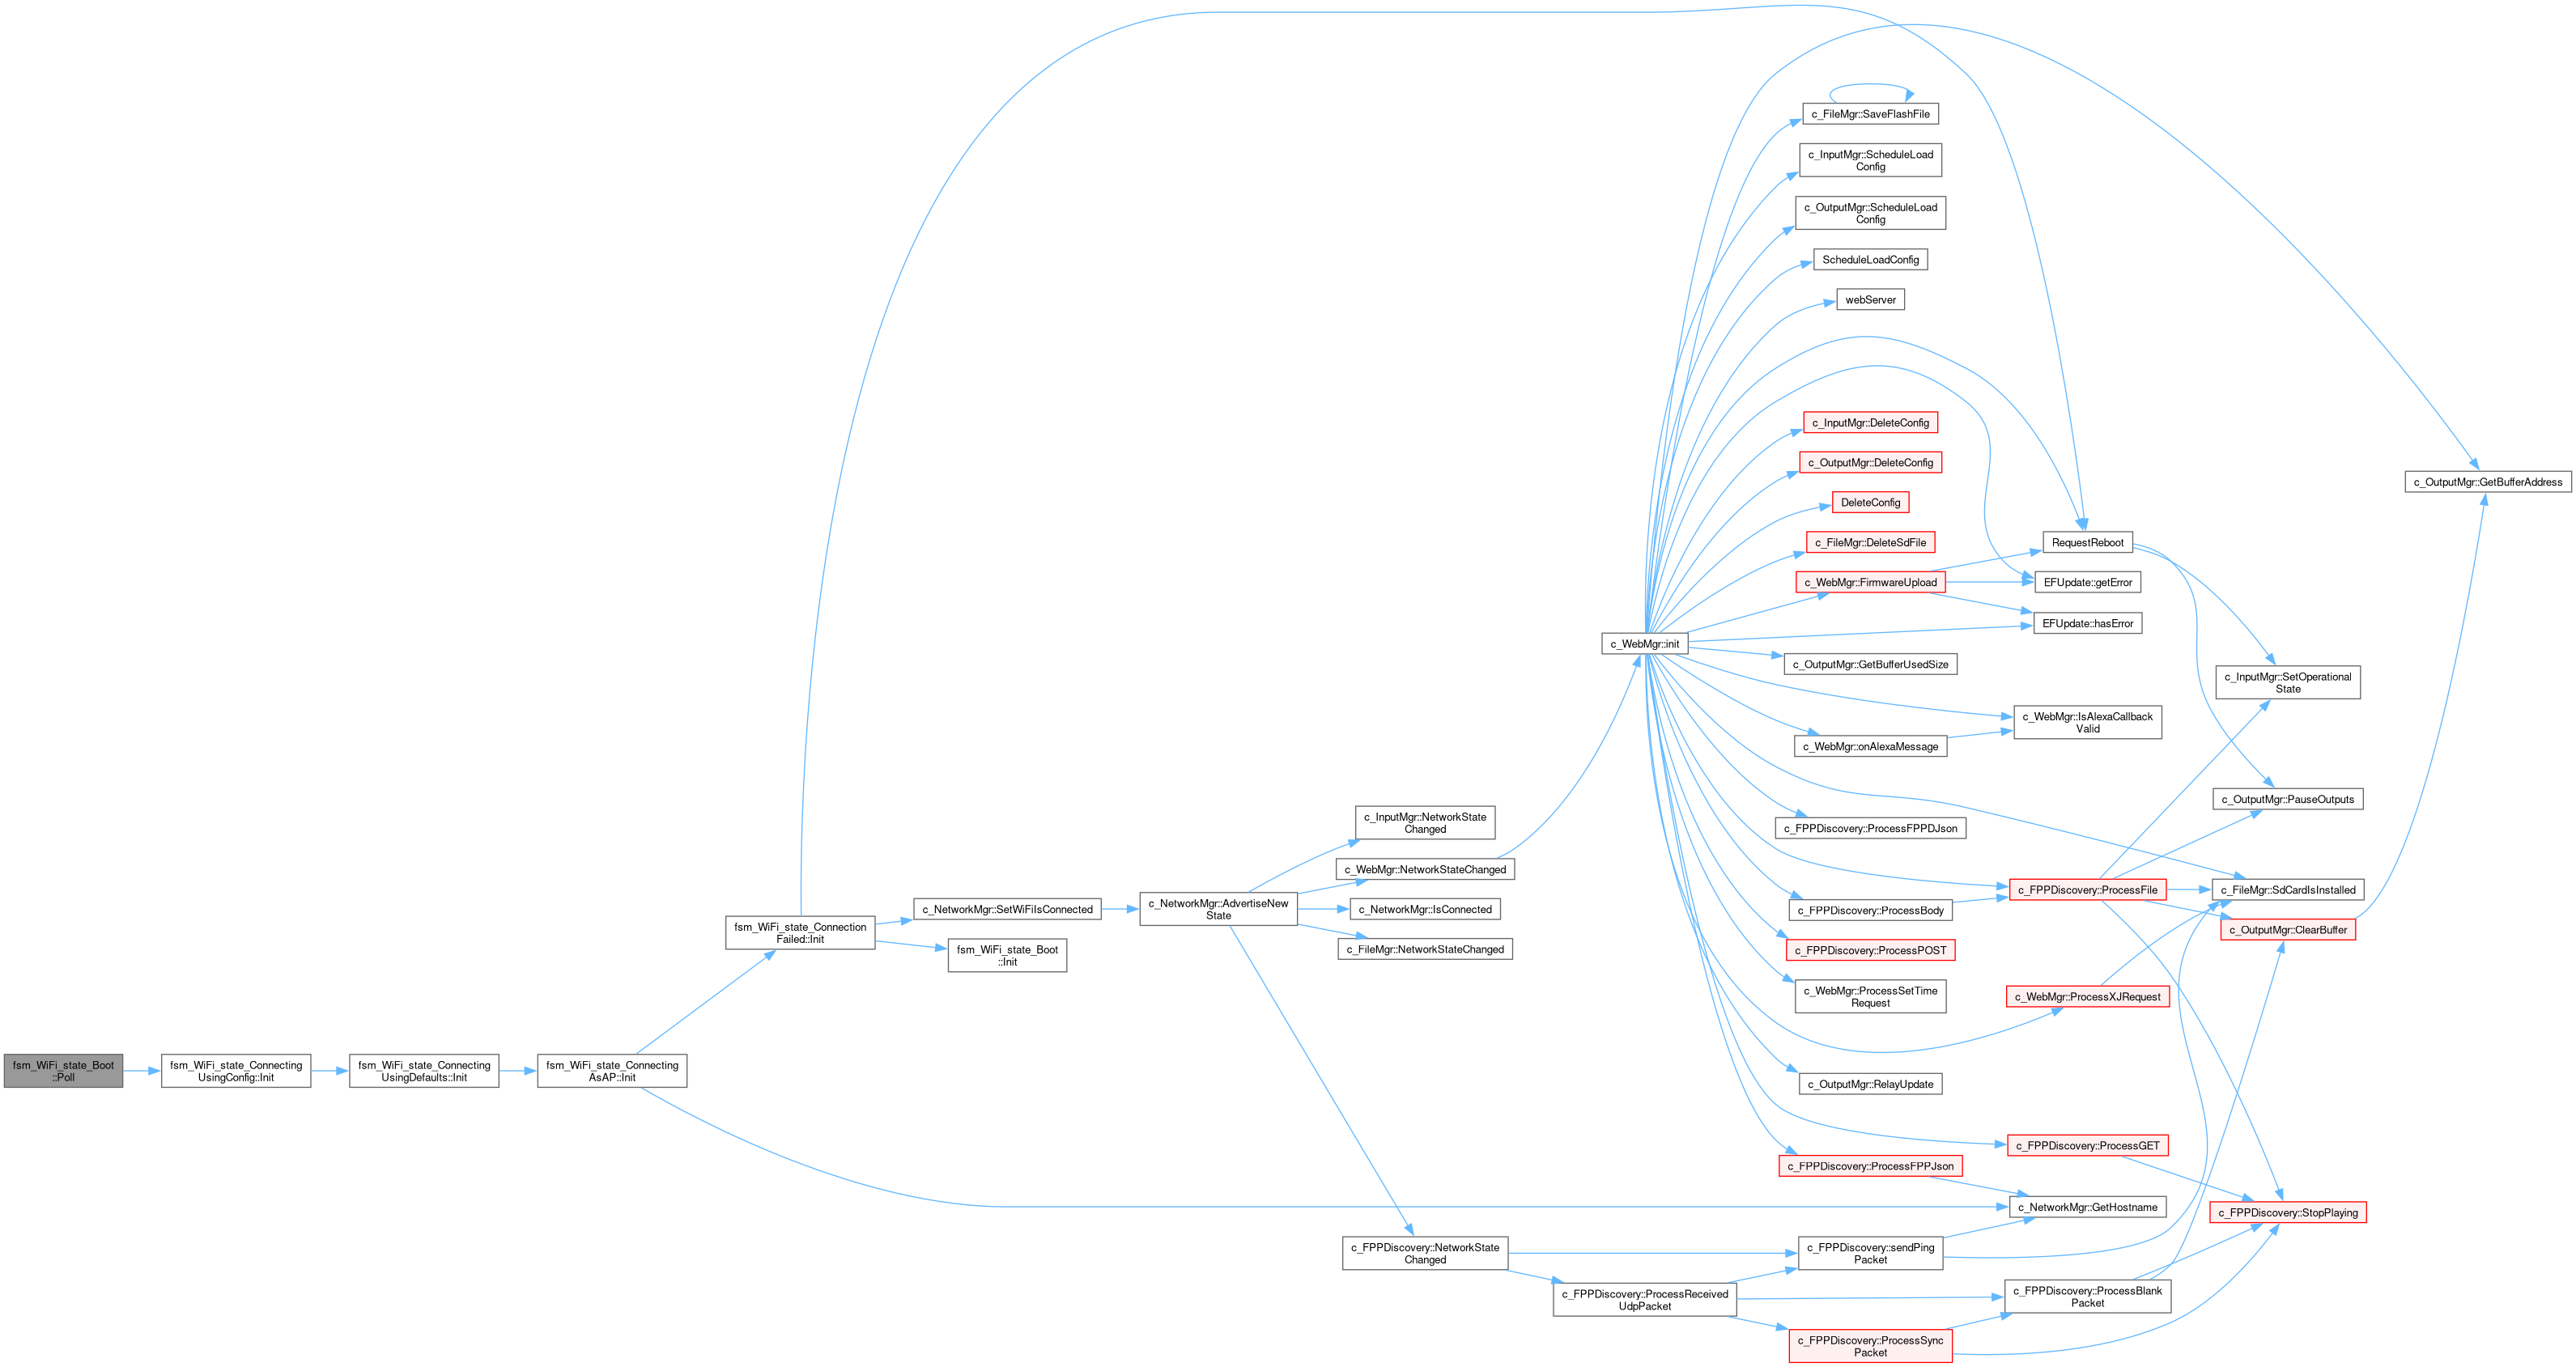 fsm_WiFi_state_Boot
::Poll
fsm_WiFi_state_Connecting
UsingConfig::Init
fsm_WiFi_state_Connecting
UsingDefaults::Init
fsm_WiFi_state_Connecting
AsAP::Init
fsm_WiFi_state_Connection
Failed::Init
c_NetworkMgr::SetWiFiIsConnected
fsm_WiFi_state_Boot
::Init
c_NetworkMgr::AdvertiseNew
State
c_InputMgr::NetworkState
Changed
c_WebMgr::NetworkStateChanged
c_NetworkMgr::IsConnected
c_FileMgr::NetworkStateChanged
c_FPPDiscovery::NetworkState
Changed
c_FPPDiscovery::ProcessReceived
UdpPacket
c_WebMgr::init
c_FileMgr::SaveFlashFile
c_InputMgr::ScheduleLoad
Config
c_OutputMgr::ScheduleLoad
Config
ScheduleLoadConfig
webServer
c_InputMgr::DeleteConfig
c_OutputMgr::DeleteConfig
DeleteConfig
c_FileMgr::DeleteSdFile
c_WebMgr::FirmwareUpload
c_OutputMgr::GetBufferUsedSize
c_WebMgr::onAlexaMessage
c_FPPDiscovery::ProcessFPPDJson
c_FPPDiscovery::ProcessBody
c_FPPDiscovery::ProcessPOST
c_WebMgr::ProcessSetTime
Request
c_OutputMgr::RelayUpdate
c_FPPDiscovery::ProcessFPPJson
c_FPPDiscovery::sendPing
Packet
c_FPPDiscovery::ProcessSync
Packet
RequestReboot
EFUpdate::getError
EFUpdate::hasError
c_WebMgr::IsAlexaCallback
Valid
c_FPPDiscovery::ProcessFile
c_WebMgr::ProcessXJRequest
c_FPPDiscovery::ProcessGET
c_NetworkMgr::GetHostname
c_FPPDiscovery::ProcessBlank
Packet
c_InputMgr::SetOperational
State
c_OutputMgr::PauseOutputs
c_FileMgr::SdCardIsInstalled
c_OutputMgr::ClearBuffer
c_FPPDiscovery::StopPlaying
c_OutputMgr::GetBufferAddress